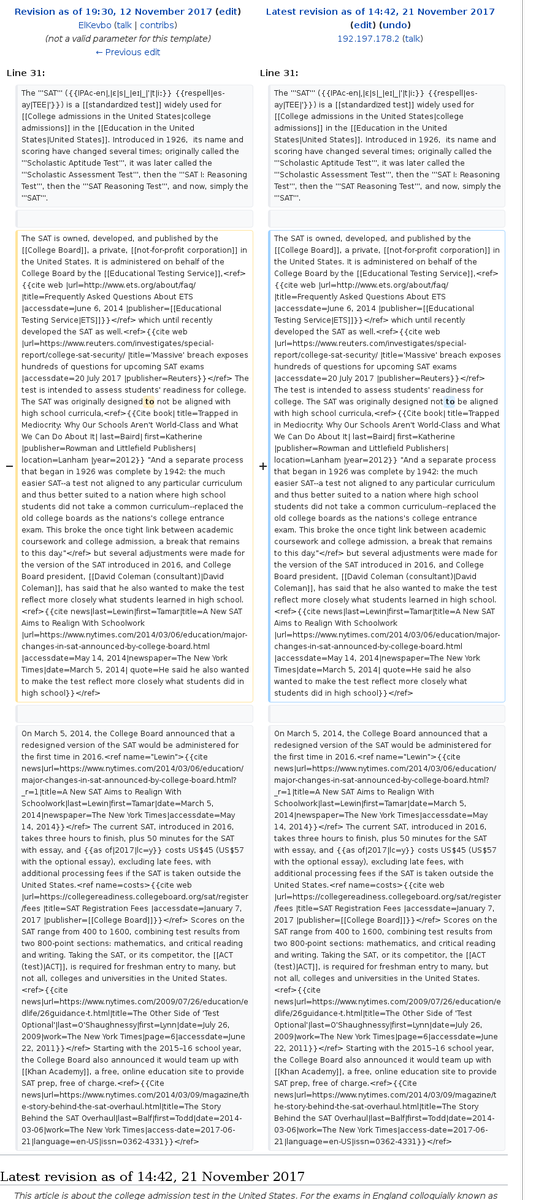 Revision as of 19:30, 12 November 2017 (edit)
ElKevbo (talk | contribs)
(not a valid parameter for this template)
← Previous edit
Latest revision as of 14:42, 21 November 2017
(edit) (undo)
192.197.178.2 (talk)
Line 31:
Line 31:
The '''SAT''' ({{IPAc-en|,|ɛ|s|_|eɪ|_|ˈ|t|iː}} {{respell|es-
ay|TEE|'}}) is a [[standardized test]] widely used for
[[College admissions in the United States|college
admissions]] in the [[Education in the United
States|United States]]. Introduced in 1926,  its name and
scoring have changed several times; originally called the
'''Scholastic Aptitude Test''', it was later called the
'''Scholastic Assessment Test''', then the '''SAT I: Reasoning
Test''', then the '''SAT Reasoning Test''', and now, simply the
'''SAT'''.
The '''SAT''' ({{IPAc-en|,|ɛ|s|_|eɪ|_|ˈ|t|iː}} {{respell|es-
ay|TEE|'}}) is a [[standardized test]] widely used for
[[College admissions in the United States|college
admissions]] in the [[Education in the United
States|United States]]. Introduced in 1926,  its name and
scoring have changed several times; originally called the
'''Scholastic Aptitude Test''', it was later called the
'''Scholastic Assessment Test''', then the '''SAT I: Reasoning
Test''', then the '''SAT Reasoning Test''', and now, simply the
'''SAT'''.
−
The SAT is owned, developed, and published by the
[[College Board]], a private, [[not-for-profit corporation]] in
the United States. It is administered on behalf of the
College Board by the [[Educational Testing Service]],<ref>
{{cite web |url=http://www.ets.org/about/faq/
|title=Frequently Asked Questions About ETS
|accessdate=June 6, 2014 |publisher=[[Educational
Testing Service|ETS]]}}</ref> which until recently
developed the SAT as well.<ref>{{cite web
|url=https://www.reuters.com/investigates/special-
report/college-sat-security/ |title='Massive' breach exposes
hundreds of questions for upcoming SAT exams
|accessdate=20 July 2017 |publisher=Reuters}}</ref> The
test is intended to assess students' readiness for college.
The SAT was originally designed to not be aligned with
high school curricula,<ref>{{Cite book| title=Trapped in
Mediocrity: Why Our Schools Aren't World-Class and What
We Can Do About It| last=Baird| first=Katherine
|publisher=Rowman and Littlefield Publishers|
location=Lanham |year=2012}} "And a separate process
that began in 1926 was complete by 1942: the much
easier SAT--a test not aligned to any particular curriculum
and thus better suited to a nation where high school
students did not take a common curriculum--replaced the
old college boards as the nations's college entrance
exam. This broke the once tight link between academic
coursework and college admission, a break that remains
to this day"</ref> but several adjustments were made for
the version of the SAT introduced in 2016, and College
Board president, [[David Coleman (consultant)|David
Coleman]], has said that he also wanted to make the test
reflect more closely what students learned in high school.
<ref>{{cite news|last=Lewin|first=Tamar|title=A New SAT
Aims to Realign With Schoolwork
|url=https://www.nytimes.com/2014/03/06/education/major-
changes-in-sat-announced-by-college-board.html
|accessdate=May 14, 2014|newspaper=The New York
Times|date=March 5, 2014| quote=He said he also wanted
to make the test reflect more closely what students did in
high school}}</ref>
+
The SAT is owned, developed, and published by the
[[College Board]], a private, [[not-for-profit corporation]] in
the United States. It is administered on behalf of the
College Board by the [[Educational Testing Service]],<ref>
{{cite web |url=http://www.ets.org/about/faq/
|title=Frequently Asked Questions About ETS
|accessdate=June 6, 2014 |publisher=[[Educational
Testing Service|ETS]]}}</ref> which until recently
developed the SAT as well.<ref>{{cite web
|url=https://www.reuters.com/investigates/special-
report/college-sat-security/ |title='Massive' breach exposes
hundreds of questions for upcoming SAT exams
|accessdate=20 July 2017 |publisher=Reuters}}</ref>
The test is intended to assess students' readiness for
college. The SAT was originally designed not to be aligned
with high school curricula,<ref>{{Cite book| title=Trapped
in Mediocrity: Why Our Schools Aren't World-Class and
What We Can Do About It| last=Baird| first=Katherine
|publisher=Rowman and Littlefield Publishers|
location=Lanham |year=2012}} "And a separate process
that began in 1926 was complete by 1942: the much
easier SAT--a test not aligned to any particular curriculum
and thus better suited to a nation where high school
students did not take a common curriculum--replaced the
old college boards as the nations's college entrance
exam. This broke the once tight link between academic
coursework and college admission, a break that remains
to this day"</ref> but several adjustments were made for
the version of the SAT introduced in 2016, and College
Board president, [[David Coleman (consultant)|David
Coleman]], has said that he also wanted to make the test
reflect more closely what students learned in high school.
<ref>{{cite news|last=Lewin|first=Tamar|title=A New SAT
Aims to Realign With Schoolwork
|url=https://www.nytimes.com/2014/03/06/education/major-
changes-in-sat-announced-by-college-board.html
|accessdate=May 14, 2014|newspaper=The New York
Times|date=March 5, 2014| quote=He said he also
wanted to make the test reflect more closely what
students did in high school}}</ref>
On March 5, 2014, the College Board announced that a
redesigned version of the SAT would be administered for
the first time in 2016.<ref name="Lewin">{{cite
news|url=https://www.nytimes.com/2014/03/06/education/
major-changes-in-sat-announced-by-college-board.html?
_r=1|title=A New SAT Aims to Realign With
Schoolwork|last=Lewin|first=Tamar|date=March 5,
2014|newspaper=The New York Times|accessdate=May
14, 2014}}</ref> The current SAT, introduced in 2016,
takes three hours to finish, plus 50 minutes for the SAT
with essay, and {{as of|2017|lc=y}} costs US$45 (US$57
with the optional essay), excluding late fees, with
additional processing fees if the SAT is taken outside the
United States.<ref name=costs>{{cite web
|url=https://collegereadiness.collegeboard.org/sat/register
/fees |title=SAT Registration Fees |accessdate=January 7,
2017 |publisher=[[College Board]]}}</ref> Scores on the
SAT range from 400 to 1600, combining test results from
two 800-point sections: mathematics, and critical reading
and writing. Taking the SAT, or its competitor, the [[ACT
(test)|ACT]], is required for freshman entry to many, but
not all, colleges and universities in the United States.
<ref>{{cite
news|url=https://www.nytimes.com/2009/07/26/education/e
dlife/26guidance-t.html|title=The Other Side of 'Test
Optional'|last=O'Shaughnessy|first=Lynn|date=July 26,
2009|work=The New York Times|page=6|accessdate=June
22, 2011}}</ref> Starting with the 2015–16 school year,
the College Board also announced it would team up with
[[Khan Academy]], a free, online education site to provide
SAT prep, free of charge.<ref>{{Cite
news|url=https://www.nytimes.com/2014/03/09/magazine/th
e-story-behind-the-sat-overhaul.html|title=The Story
Behind the SAT Overhaul|last=Balf|first=Todd|date=2014-
03-06|work=The New York Times|access-date=2017-06-
21|language=en-US|issn=0362-4331}}</ref>
On March 5, 2014, the College Board announced that a
redesigned version of the SAT would be administered for
the first time in 2016.<ref name="Lewin">{{cite
news|url=https://www.nytimes.com/2014/03/06/education/
major-changes-in-sat-announced-by-college-board.html?
_r=1|title=A New SAT Aims to Realign With
Schoolwork|last=Lewin|first=Tamar|date=March 5,
2014|newspaper=The New York Times|accessdate=May
14, 2014}}</ref> The current SAT, introduced in 2016,
takes three hours to finish, plus 50 minutes for the SAT
with essay, and {{as of|2017|lc=y}} costs US$45 (US$57
with the optional essay), excluding late fees, with
additional processing fees if the SAT is taken outside the
United States.<ref name=costs>{{cite web
|url=https://collegereadiness.collegeboard.org/sat/register
/fees |title=SAT Registration Fees |accessdate=January 7,
2017 |publisher=[[College Board]]}}</ref> Scores on the
SAT range from 400 to 1600, combining test results from
two 800-point sections: mathematics, and critical reading
and writing. Taking the SAT, or its competitor, the [[ACT
(test)|ACT]], is required for freshman entry to many, but
not all, colleges and universities in the United States.
<ref>{{cite
news|url=https://www.nytimes.com/2009/07/26/education/e
dlife/26guidance-t.html|title=The Other Side of 'Test
Optional'|last=O'Shaughnessy|first=Lynn|date=July 26,
2009|work=The New York Times|page=6|accessdate=June
22, 2011}}</ref> Starting with the 2015–16 school year,
the College Board also announced it would team up with
[[Khan Academy]], a free, online education site to provide
SAT prep, free of charge.<ref>{{Cite
news|url=https://www.nytimes.com/2014/03/09/magazine/th
e-story-behind-the-sat-overhaul.html|title=The Story
Behind the SAT Overhaul|last=Balf|first=Todd|date=2014-
03-06|work=The New York Times|access-date=2017-06-
21|language=en-US|issn=0362-4331}}</ref>
Latest revision as of 14:42, 21 November 2017
This article is about the college admission test in the United States. For the exams in England colloquially known as